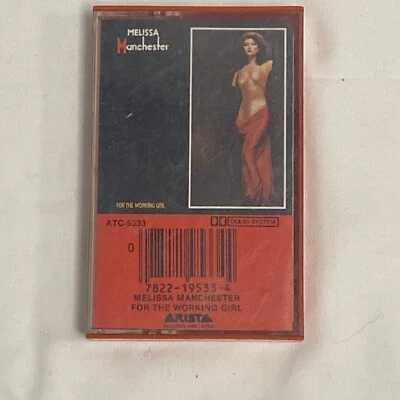 MELISSA
Manchester
FOR THE WORKING GIRL
ATC-9533
DOLBY SYSTEM
0
7822-19533-4
MELISSA MANCHESTER
FOR THE WORKING GIRL
ARISTA